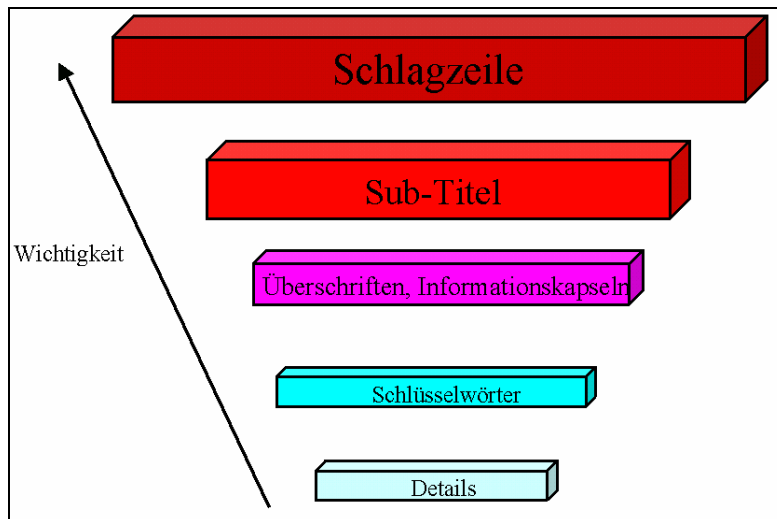 Schlagzeile
Sub-Titel
Wichtigkeit
Überschriften, Informationskapseln
Schlüsselwörter
Details